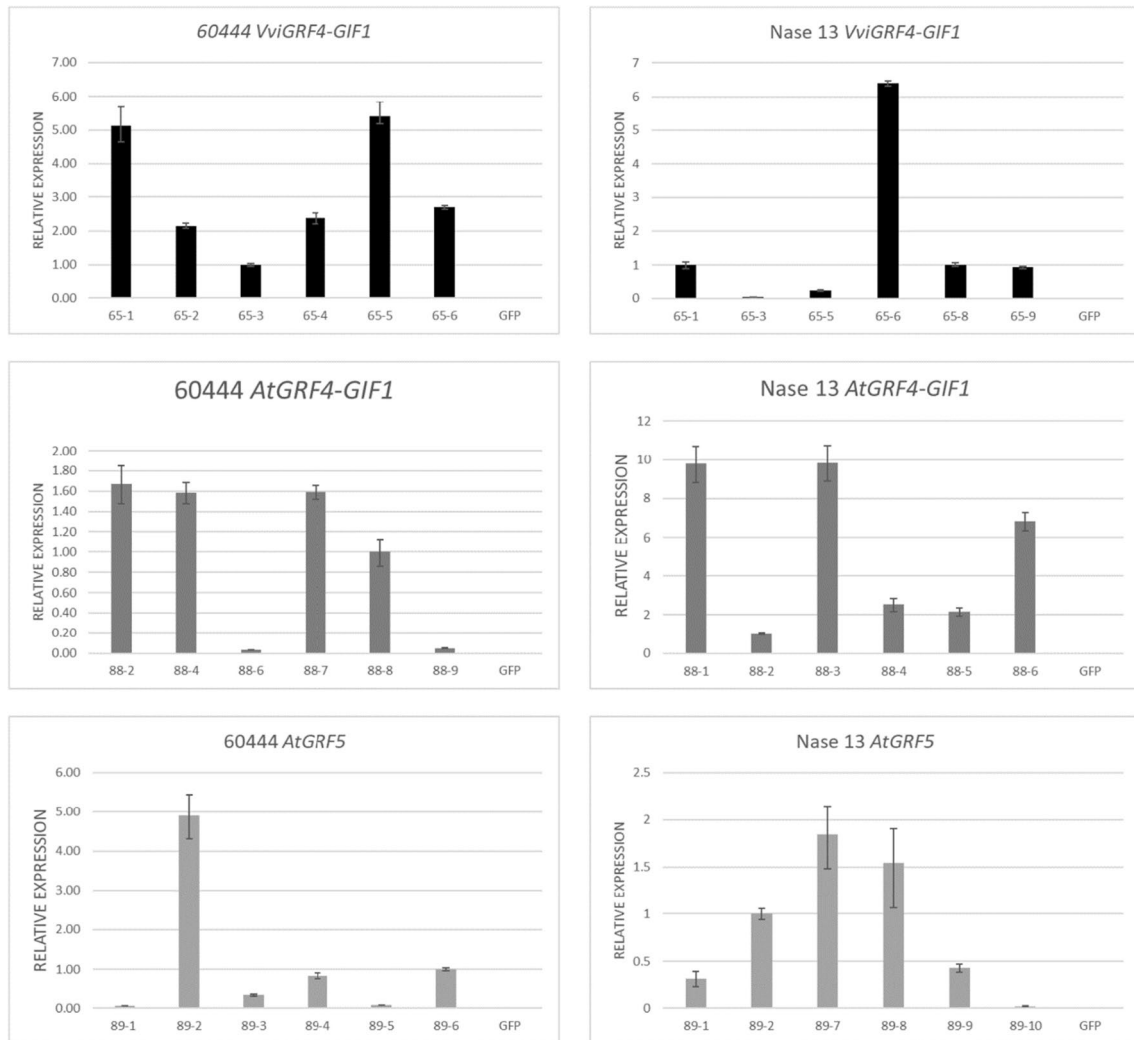 60444 VviGRF4-GIF1
RELATIVE EXPRESSION
7.00
6.00
5.00
4.00
3.00
2.00
1.00
0.00
65-1 65-2 65-3 65-4 65-5 65-6 GFP
Nase 13 VviGRF4-GIF1
RELATIVE EXPRESSION
7
6
5
4
3
2
1
0
65-1 65-3 65-5 65-6 65-8 65-9 GFP
60444 AtGRF4-GIF1
RELATIVE EXPRESSION
2.00
1.80
1.60
1.40
1.20
1.00
0.80
0.60
0.40
0.20
0.00
88-2 88-4 88-6 88-7 88-8 88-9 GFP
Nase 13 AtGRF4-GIF1
RELATIVE EXPRESSION
12
10
8
6
4
2
0
88-1 88-2 88-3 88-4 88-5 88-6 GFP
60444 AtGRF5
RELATIVE EXPRESSION
6.00
5.00
4.00
3.00
2.00
1.00
0.00
89-1 89-2 89-3 89-4 89-5 89-6 GFP
Nase 13 AtGRF5
RELATIVE EXPRESSION
2.5
2
1.5
1
0.5
0
89-1 89-2 89-7 89-8 89-9 89-10 GFP